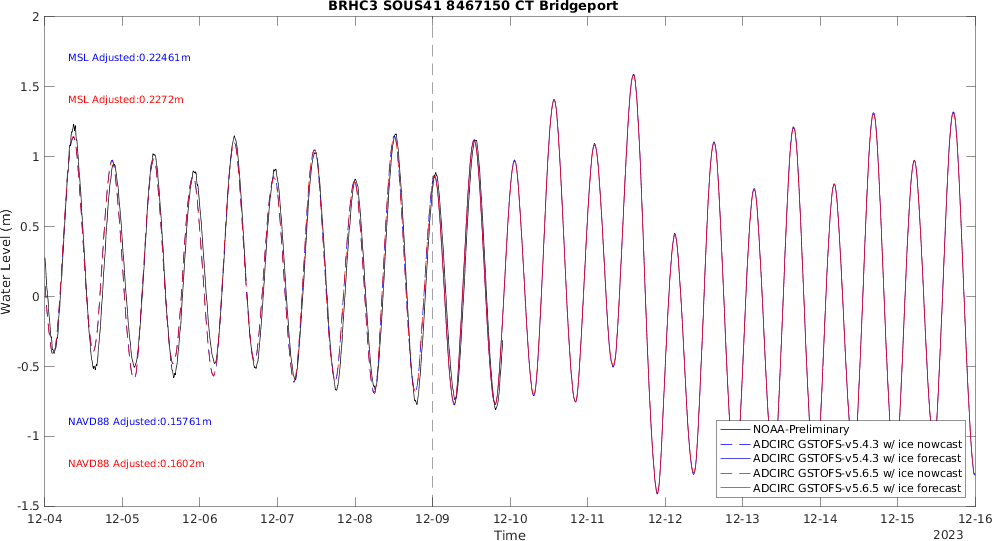 BRHC3 SOUS41 8467150 CT Bridgeport
2
1.5
1
0.5
0
-0.5
-1
-1.5
Water Level (m)
MSL Adjusted:0.22461m
MSL Adjusted:0.2272m
NAVD88 Adjusted:0.15761m
NAVD88 Adjusted:0.1602m
NOAA-Preliminary
ADCIRC GSTOFS-v5.4.3 w/ ice nowcast
ADCIRC GSTOFS-v5.4.3 w/ ice forecast
ADCIRC GSTOFS-v5.6.5 w/ ice nowcast
ADCIRC GSTOFS-v5.6.5 w/ ice forecast
12-04 12-05 12-06 12-07 12-08 12-09 12-10 12-11 12-12 12-13 12-14 12-15 12-16
Time
2023